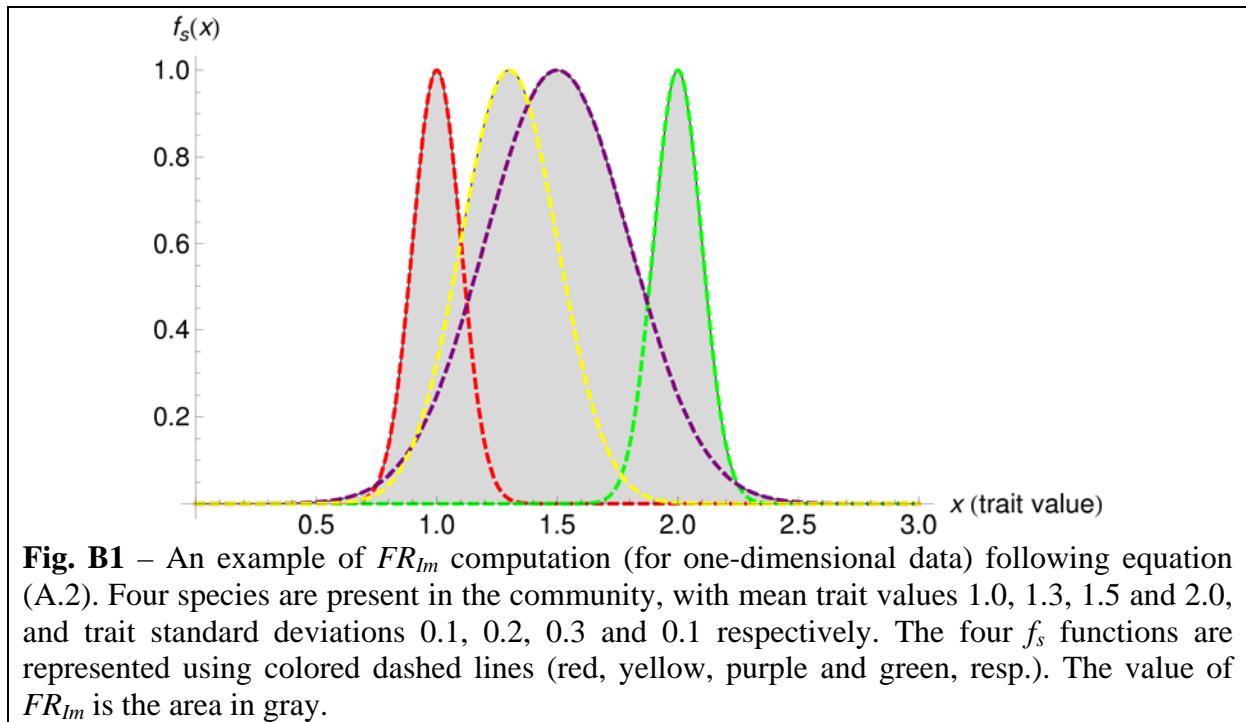 fₛ(x)
1.0
0.8
0.6
0.4
0.2
0.5 1.0 1.5 2.0 2.5 3.0 x (trait value)
Fig. B1 – An example of FR_Im computation (for one-dimensional data) following equation
(A.2). Four species are present in the community, with mean trait values 1.0, 1.3, 1.5 and 2.0,
and trait standard deviations 0.1, 0.2, 0.3 and 0.1 respectively. The four fₛ functions are
represented using colored dashed lines (red, yellow, purple and green, resp.). The value of
FR_Im is the area in gray.